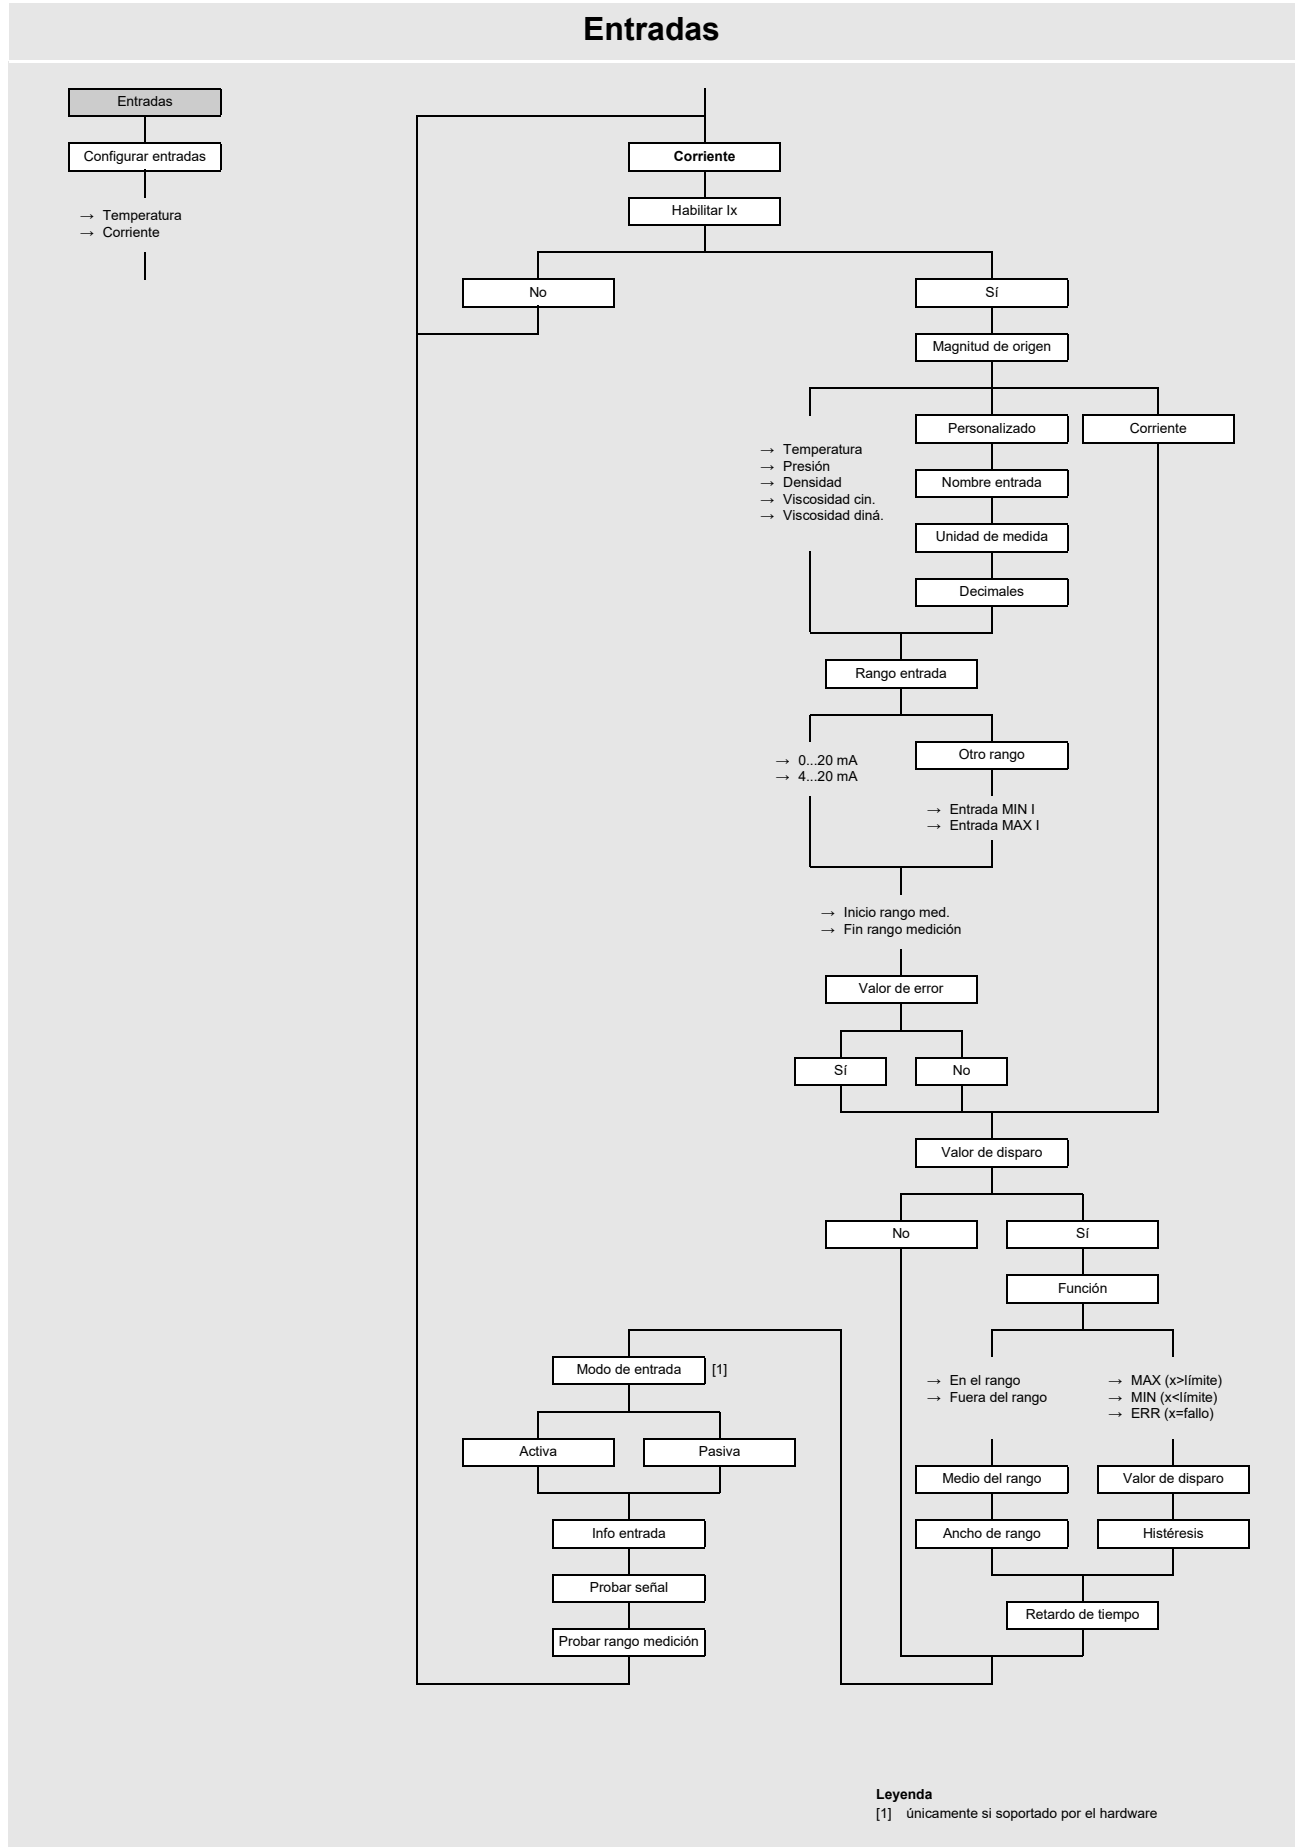 Entradas
Entradas
Configurar entradas
→ Temperatura
→ Corriente
Corriente
Habilitar Ix
No
Sí
Magnitud de origen
→ Temperatura
→ Presión
→ Densidad
→ Viscosidad cin.
→ Viscosidad diná.
Personalizado
Corriente
Nombre entrada
Unidad de medida
Decimales
Rango entrada
→ 0...20 mA
→ 4...20 mA
Otro rango
→ Entrada MIN I
→ Entrada MAX I
→ Inicio rango med.
→ Fin rango medición
Valor de error
Sí
No
Valor de disparo
No
Sí
Función
→ En el rango
→ Fuera del rango
→ MAX (x>límite)
→ MIN (x<límite)
→ ERR (x=fallo)
Medio del rango
Valor de disparo
Ancho de rango
Histéresis
Retardo de tiempo
Modo de entrada [1]
Activa
Pasiva
Info entrada
Probar señal
Probar rango medición
Leyenda
[1] únicamente si soportado por el hardware